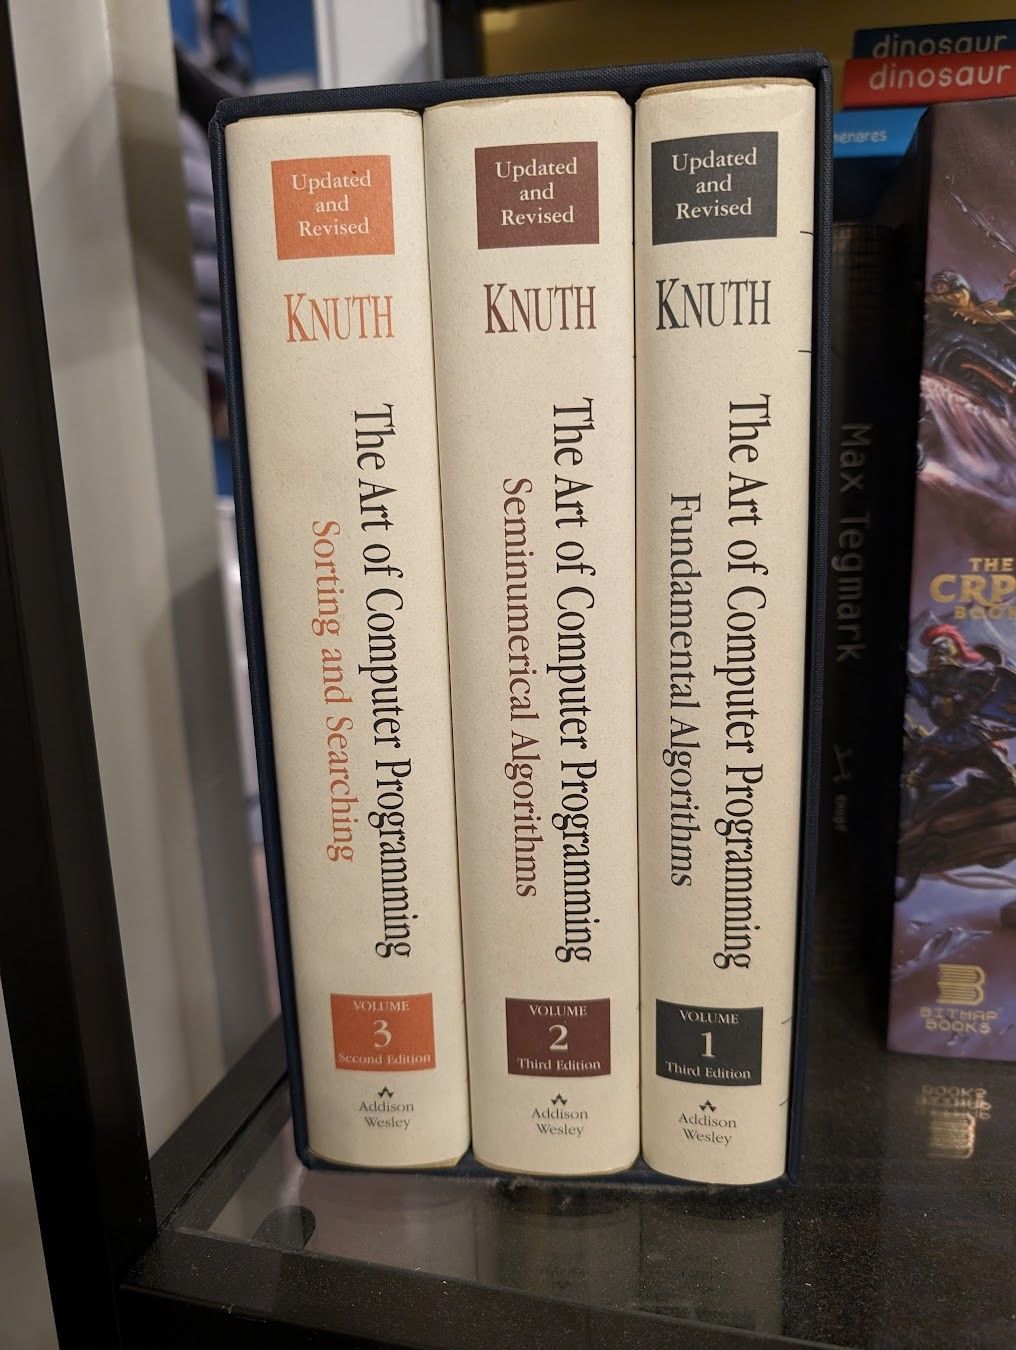 Updated
and
Revised
KNUTH
The Art of Computer Programming
Sorting and Searching
VOLUME
3
Second Edition
Addison
Wesley
Updated
and
Revised
KNUTH
The Art of Computer Programming
Seminumerical Algorithms
VOLUME
2
Third Edition
Addison
Wesley
Updated
and
Revised
KNUTH
The Art of Computer Programming
Fundamental Algorithms
VOLUME
1
Third Edition
Addison
Wesley
dinosaur
dinosaur
Max Tegmark
THE
CRP
BOO
BITMAP
BOOKS